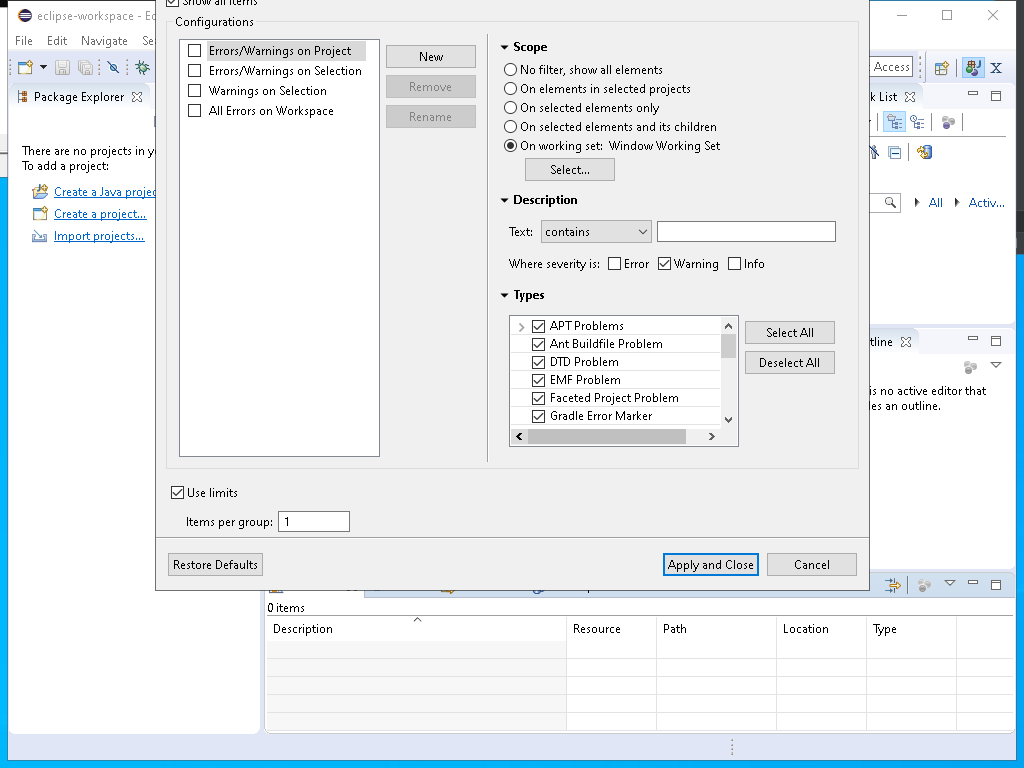 Show all items
eclipse-workspace - Ec
File Edit Navigate Se
Configurations
Errors/Warnings on Project
Errors/Warnings on Selection
Warnings on Selection
All Errors on Workspace
New
Remove
Rename
Scope
No filter, show all elements
On elements in selected projects
On selected elements only
On selected elements and its children
On working set: Window Working Set
Select...
Description
Text: contains
Where severity is: Error Warning Info
Types
APT Problems
Ant Buildfile Problem
DTD Problem
EMF Problem
Faceted Project Problem
Gradle Error Marker
Select All
Deselect All
Use limits
Items per group: 1
Restore Defaults
Apply and Close
Cancel
Package Explorer
There are no projects in y
To add a project:
Create a Java projec
Create a project...
Import projects...
Access
k List
All Activ...
tline
is no active editor that
es an outline.
0 items
Description Resource Path Location Type